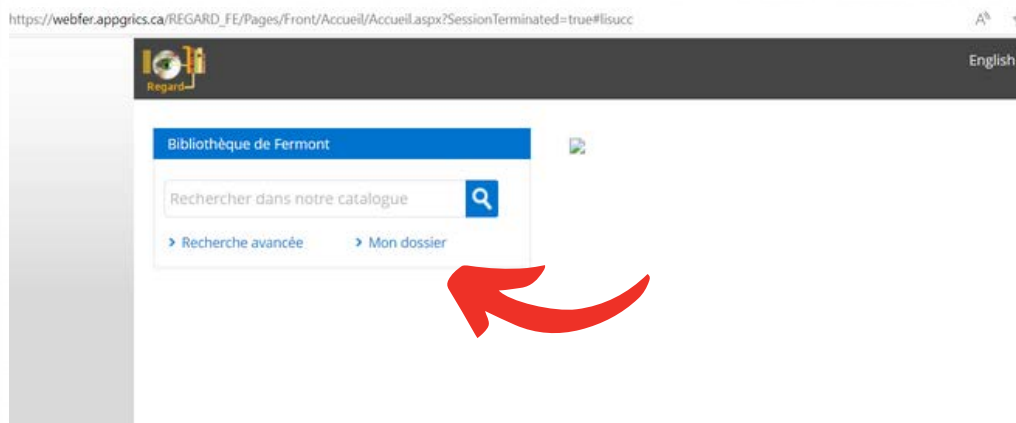 https://webfer.appgrics.ca/REGARD_FE/Pages/Front/Accueil/Accueil.aspx?SessionTerminated=true#lisucc
Regard
English
Bibliothèque de Fermont
Rechercher dans notre catalogue
Recherche avancée
Mon dossier